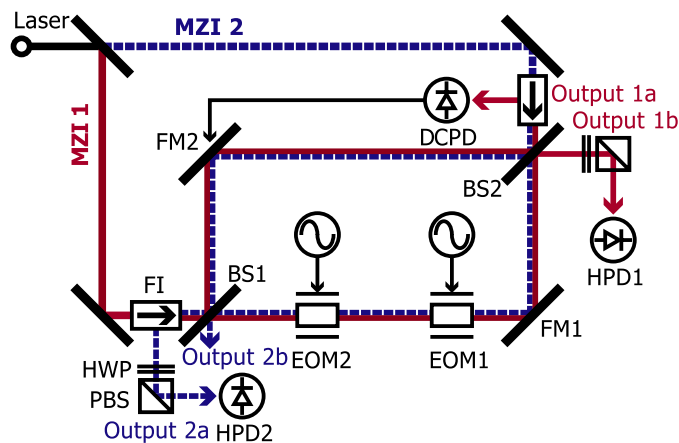 Laser
MZI 2
MZI 1
Output 1a
Output 1b
DCPD
FM2
BS2
HPD1
FI
BS1
FM1
EOM2
EOM1
Output 2b
HWP
PBS
Output 2a
HPD2